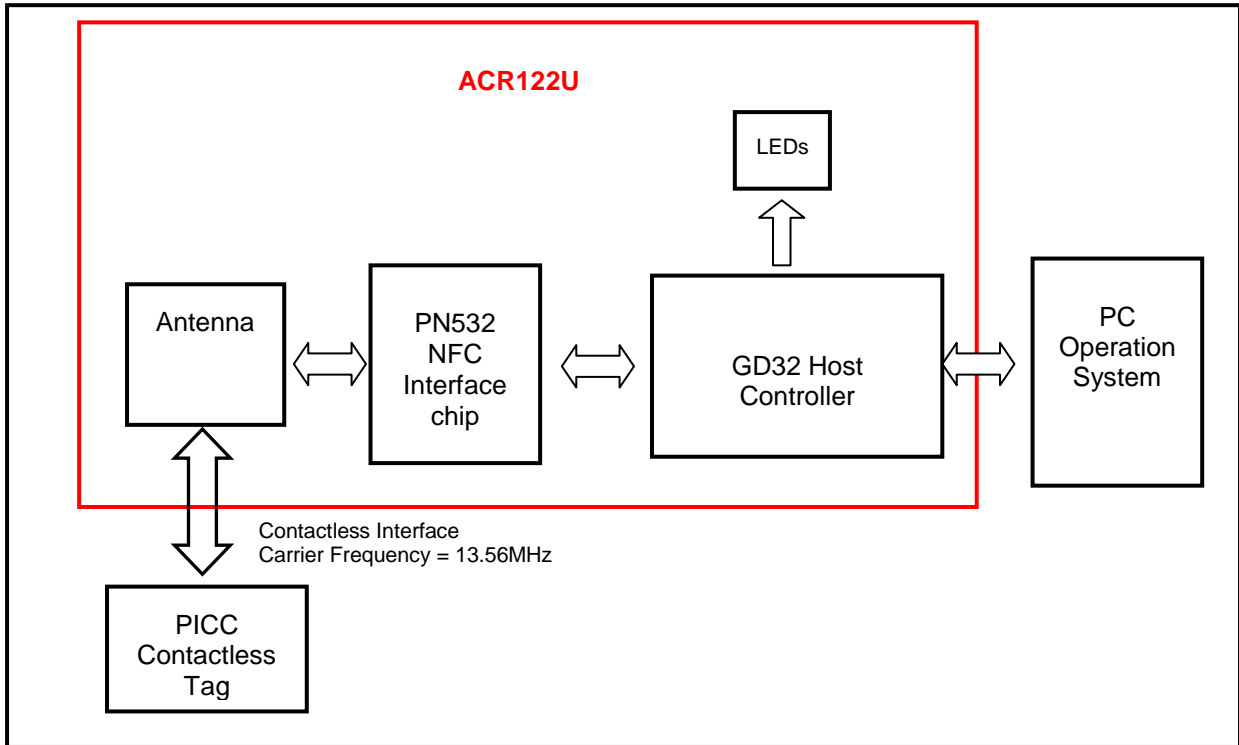 ACR122U
LEDs
Antenna
PN532
NFC
Interface
chip
GD32 Host
Controller
PC
Operation
System
Contactless Interface
Carrier Frequency = 13.56MHz
PICC
Contactless
Tag